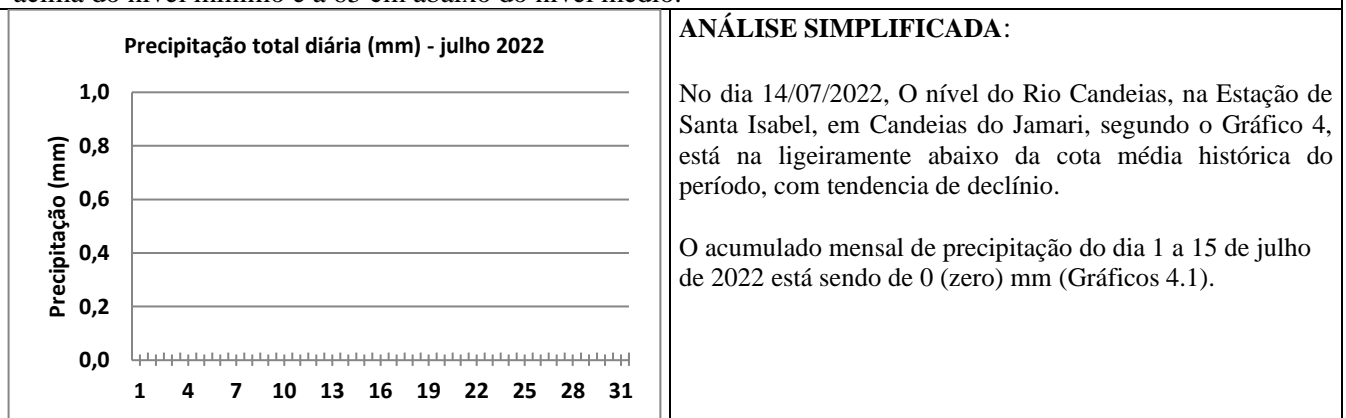 acima do nível mínimo e a 63 cm abaixo do nível médio.
Precipitação total diária (mm) - julho 2022
Precipitação (mm)
1,0
0,8
0,6
0,4
0,2
0,0
1 4 7 10 13 16 19 22 25 28 31
ANÁLISE SIMPLIFICADA:
No dia 14/07/2022, O nível do Rio Candeias, na Estação de
Santa Isabel, em Candeias do Jamari, segundo o Gráfico 4,
está na ligeiramente abaixo da cota média histórica do
período, com tendencia de declínio.
O acumulado mensal de precipitação do dia 1 a 15 de julho
de 2022 está sendo de 0 (zero) mm (Gráficos 4.1).